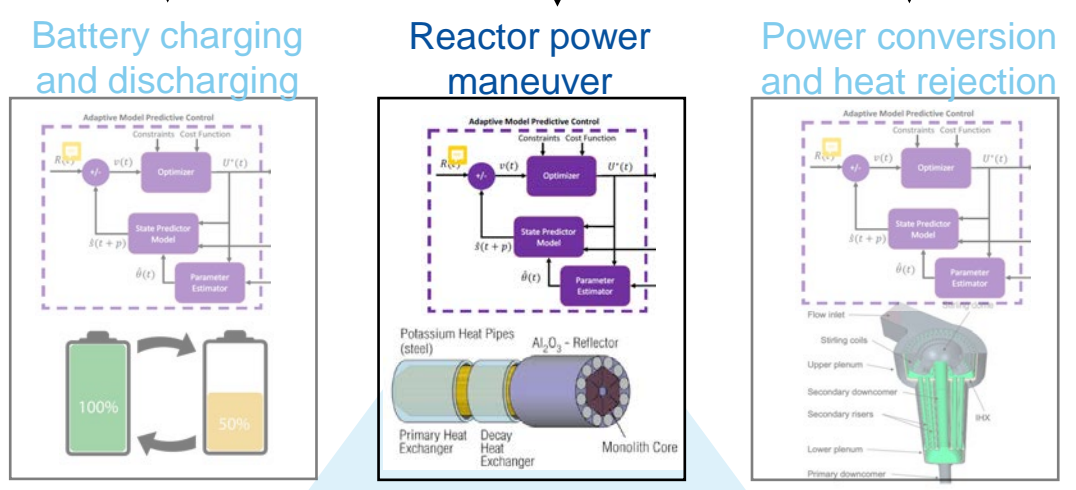 Battery charging
and discharging
Adaptive Model Predictive Control
Constraints Cost Function
v(t)
U*(t)
+/-
Optimizer
State Predictor
Model
ŝ(t + p)
θ̂(t)
Parameter
Estimator
100%
50%
Reactor power
maneuver
Adaptive Model Predictive Control
Constraints Cost Function
v(t)
U*(t)
+/-
Optimizer
State Predictor
Model
ŝ(t + p)
θ̂(t)
Parameter
Estimator
Potassium Heat Pipes
(steel)
Al₂O₃ - Reflector
Primary Heat
Exchanger
Decay
Heat
Exchanger
Monolith Core
Power conversion
and heat rejection
Adaptive Model Predictive Control
Constraints Cost Function
v(t)
U*(t)
+/-
Optimizer
State Predictor
Model
ŝ(t + p)
θ̂(t)
Parameter
Estimator
Flow inlet
Stirling coils
Upper plenum
Secondary downcomer
Secondary risers
IHX
Lower plenum
Primary downcomer